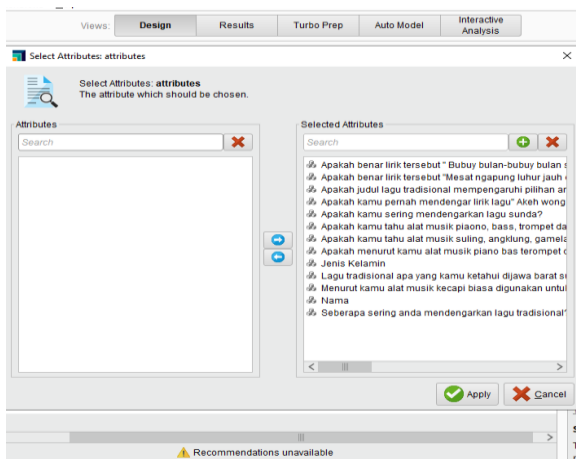 Views:
Design
Results
Turbo Prep
Auto Model
Interactive
Analysis
Select Attributes: attributes
Select Attributes: attributes
The attribute which should be chosen.
Attributes
Search
Selected Attributes
Search
Apakah benar lirik tersebut " Bubuy bulan-bubuy bulan s
Apakah benar lirik tersebut "Mesat ngapung luhur jauh
Apakah judul lagu tradisional mempengaruhi pilihan ar
Apakah kamu pernah mendengar lirik lagu" Akeh wong
Apakah kamu sering mendengarkan lagu sunda?
Apakah kamu tahu alat musik piaono, bass, trompet da
Apakah kamu tahu alat musik suling, angklung, gamela
Apakah menurut kamu alat musik piano bas terompet
Jenis Kelamin
Lagu tradisional apa yang kamu ketahui dijawa barat s
Menurut kamu alat musik kecapi biasa digunakan untu
Nama
Seberapa sering anda mendengarkan lagu tradisional
Apply
Cancel
Recommendations unavailable